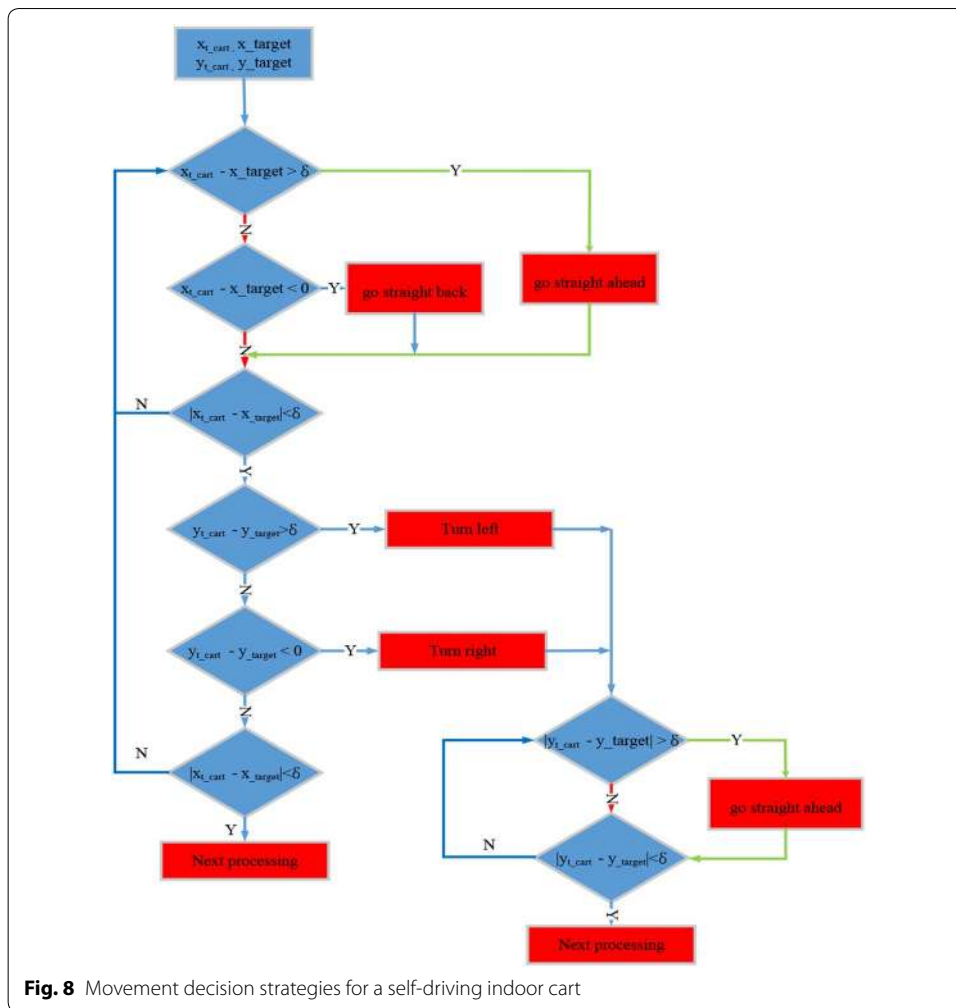 x_t_cart , x_target
y_t_cart , y_target
x_t_cart - x_target > δ
Y
N
x_t_cart - x_target < 0
Y
go straight back
go straight ahead
N
|x_t_cart - x_target|<δ
N
Y
y_t_cart - y_target>δ
Y
Turn left
N
y_t_cart - y_target < 0
Y
Turn right
N
|x_t_cart - x_target|<δ
N
Y
Next processing
|y_t_cart - y_target| > δ
Y
N
go straight ahead
|y_t_cart - y_target|<δ
N
Y
Next processing
Fig. 8 Movement decision strategies for a self-driving indoor cart